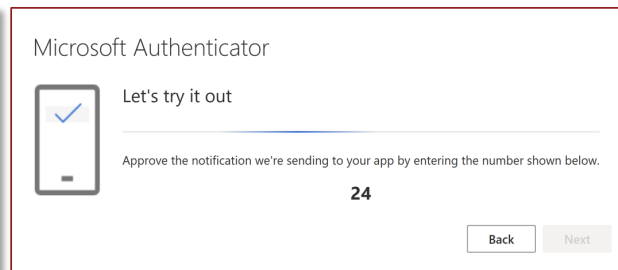 Microsoft Authenticator
Let's try it out
Approve the notification we're sending to your app by entering the number shown below.
24
Back Next